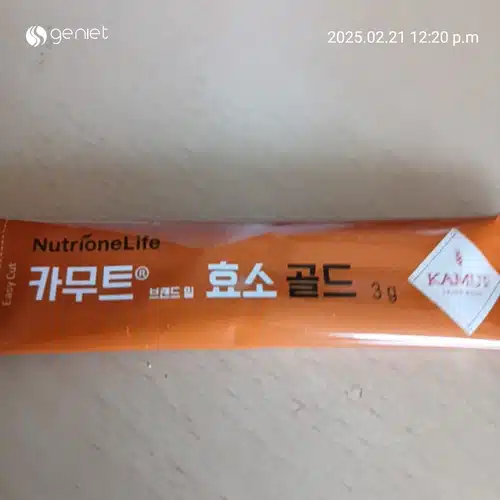 geniet
2025.02.21 12:20 p.m
NutrioneLife
카무트® 브랜드 밀 효소 골드 3g
Easy Cut
KAMUT